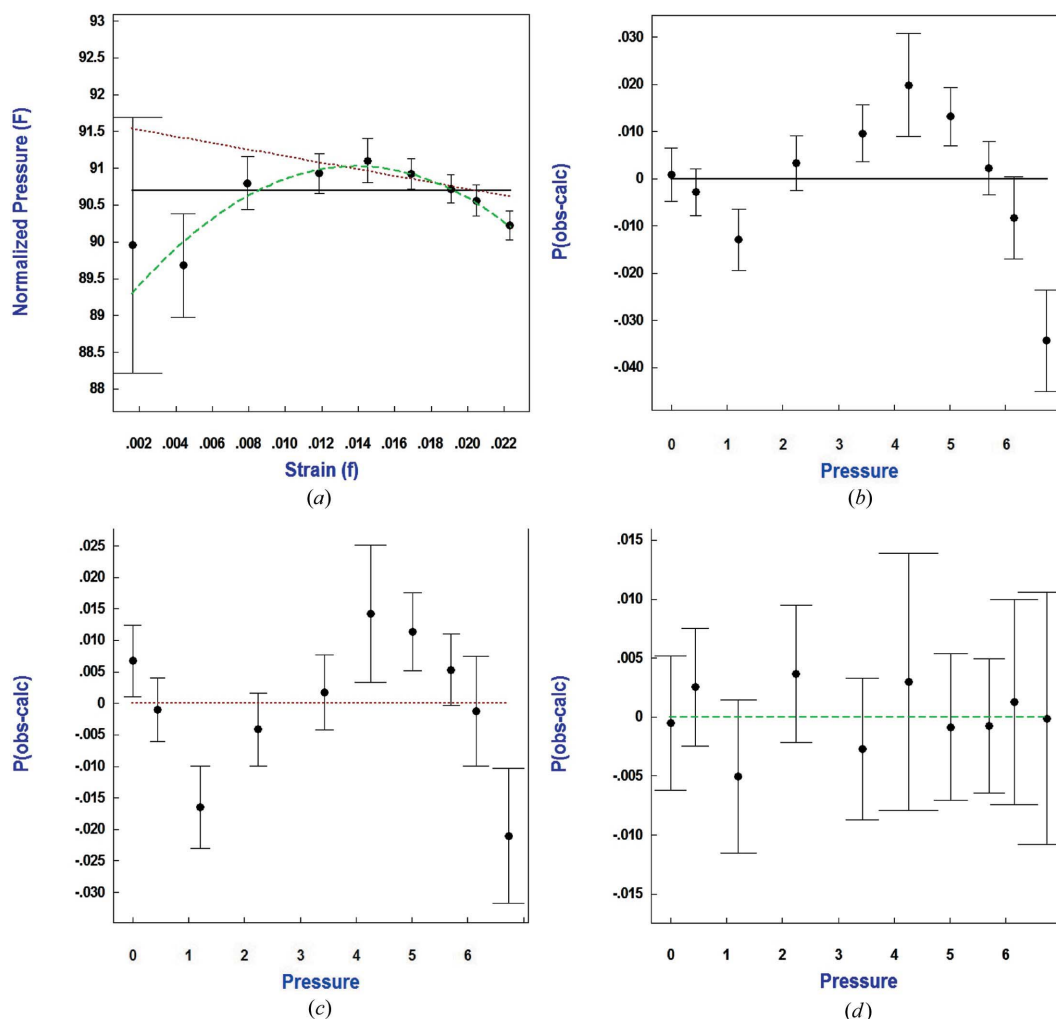 93
92.5
92
91.5
91
90.5
90
89.5
89
88.5
88
Normalized Pressure (F)
.002 .004 .006 .008 .010 .012 .014 .016 .018 .020 .022
Strain (f)
(a)
.030
.020
.010
0
-.010
-.020
-.030
-.040
P(obs-calc)
0 1 2 3 4 5 6
Pressure
(b)
.025
.020
.015
.010
.005
0
-.005
-.010
-.015
-.020
-.025
-.030
P(obs-calc)
0 1 2 3 4 5 6
Pressure
(c)
.015
.010
.005
0
-.005
-.010
-.015
P(obs-calc)
0 1 2 3 4 5 6
Pressure
(d)